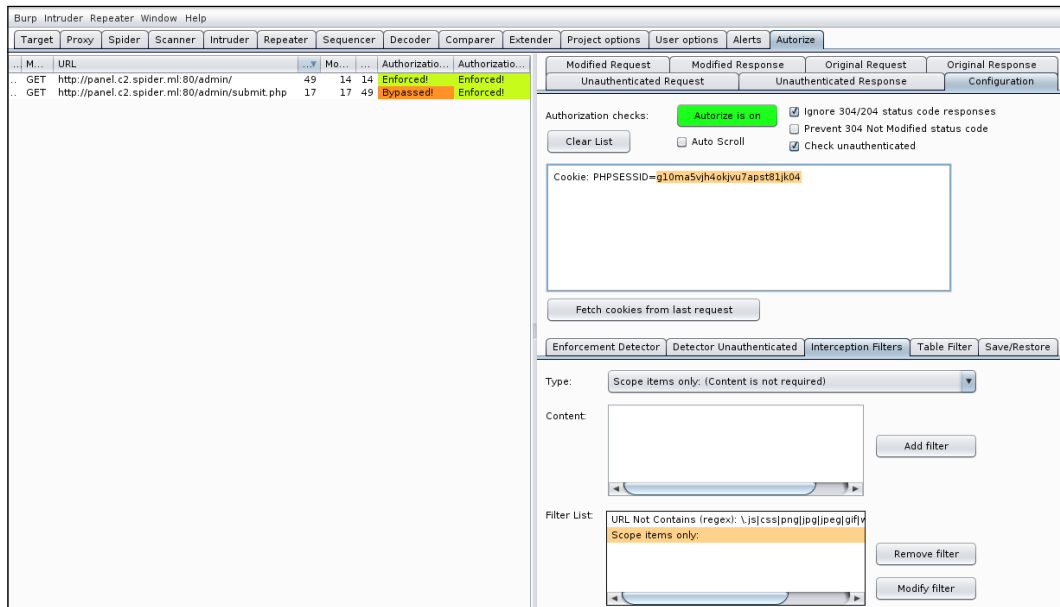 Burp Intruder Repeater Window Help
Target Proxy Spider Scanner Intruder Repeater Sequencer Decoder Comparer Extender Project options User options Alerts Autorize
... M... URL ... Mo... ... Authorizatio... Authorizatio...
.. GET http://panel.c2.spider.ml:80/admin/ 49 14 14 Enforced! Enforced!
.. GET http://panel.c2.spider.ml:80/admin/submit.php 17 17 49 Bypassed! Enforced!
Modified Request Modified Response Original Request Original Response
Unauthenticated Request Unauthenticated Response Configuration
Authorization checks: Autorize is on
Ignore 304/204 status code responses
Prevent 304 Not Modified status code
Clear List Auto Scroll Check unauthenticated
Cookie: PHPSESSID=g10ma5vjh4okjvu7apst81jk04
Fetch cookies from last request
Enforcement Detector Detector Unauthenticated Interception Filters Table Filter Save/Restore
Type: Scope items only: (Content is not required)
Content:
Add filter
Filter List:
URL Not Contains (regex): \.js|css|png|jpg|jpeg|gif|w
Scope items only:
Remove filter
Modify filter